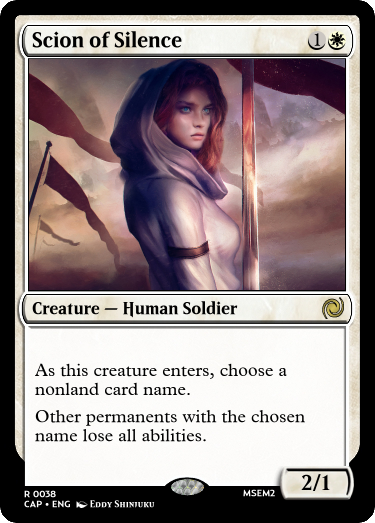 Scion of Silence 1
Creature — Human Soldier
As this creature enters, choose a
nonland card name.
Other permanents with the chosen
name lose all abilities.
2/1
R 0038 MSEM2
CAP • ENG Eddy Shinjuku